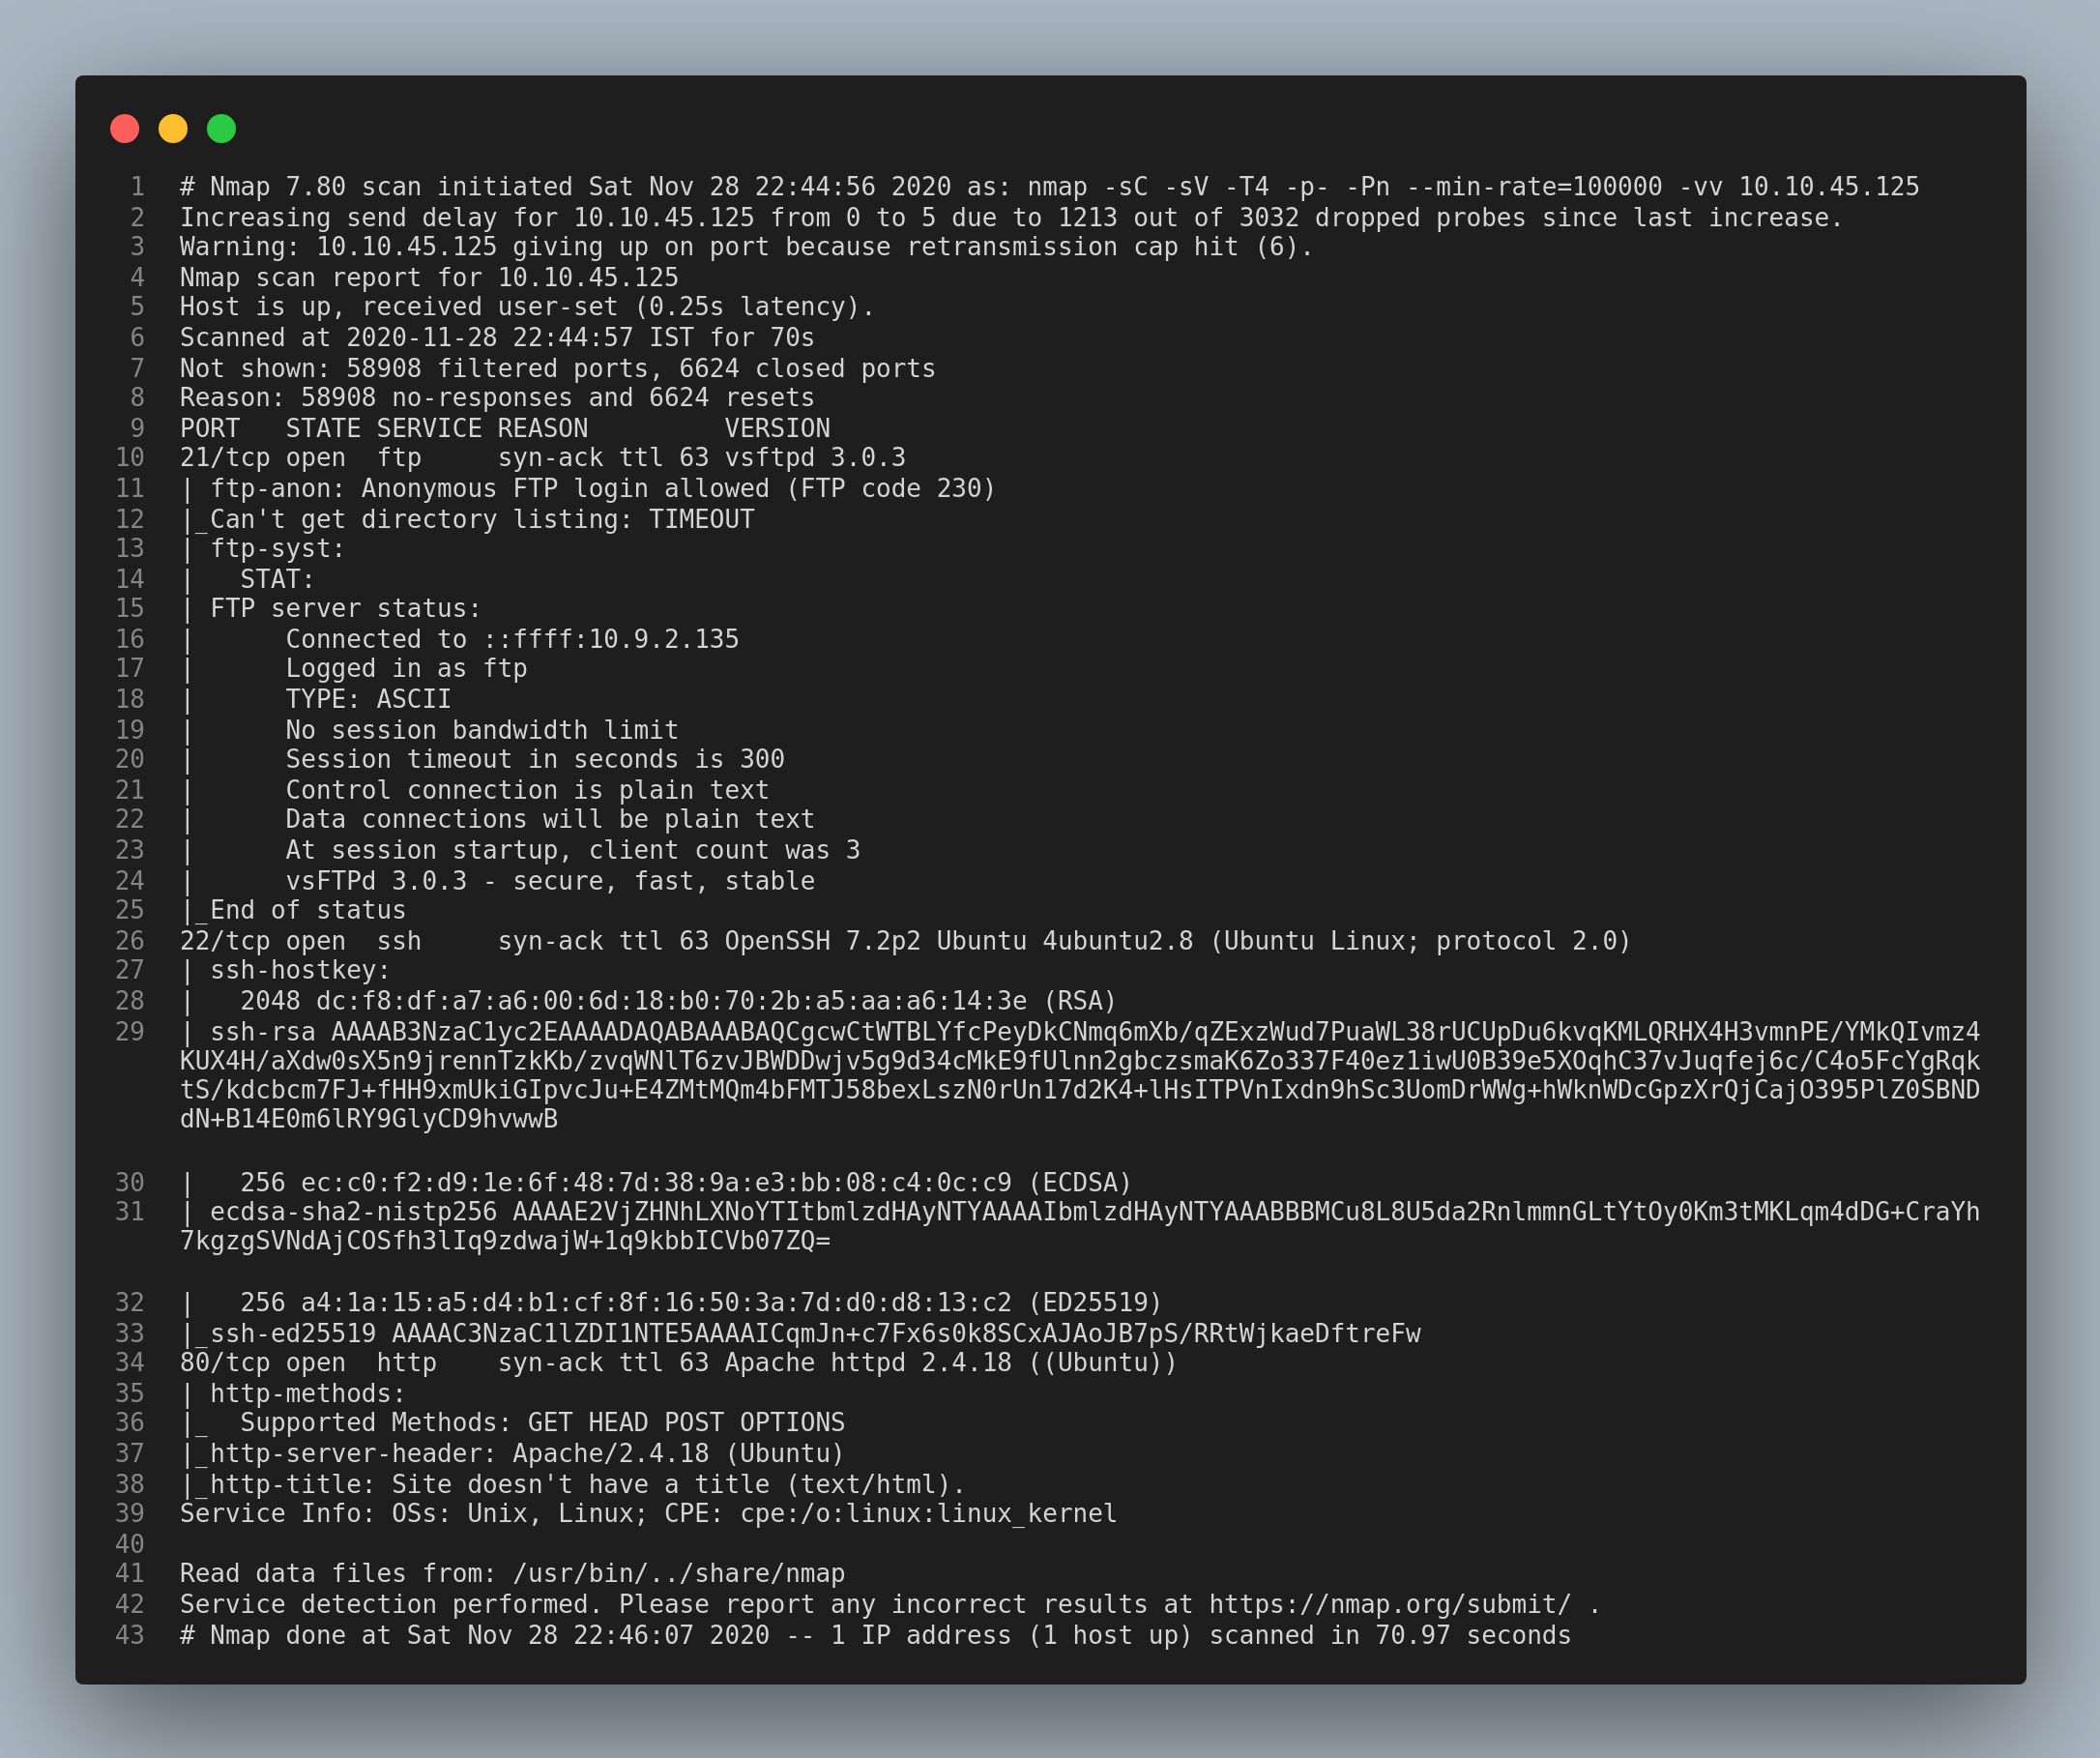 1 # Nmap 7.80 scan initiated Sat Nov 28 22:44:56 2020 as: nmap -sC -sV -T4 -p- -Pn --min-rate=100000 -vv 10.10.45.125
2 Increasing send delay for 10.10.45.125 from 0 to 5 due to 1213 out of 3032 dropped probes since last increase.
3 Warning: 10.10.45.125 giving up on port because retransmission cap hit (6).
4 Nmap scan report for 10.10.45.125
5 Host is up, received user-set (0.25s latency).
6 Scanned at 2020-11-28 22:44:57 IST for 70s
7 Not shown: 58908 filtered ports, 6624 closed ports
8 Reason: 58908 no-responses and 6624 resets
9 PORT   STATE SERVICE REASON         VERSION
10 21/tcp open  ftp     syn-ack ttl 63 vsftpd 3.0.3
11 | ftp-anon: Anonymous FTP login allowed (FTP code 230)
12 |_Can't get directory listing: TIMEOUT
13 | ftp-syst:
14 |   STAT:
15 | FTP server status:
16 |      Connected to ::ffff:10.9.2.135
17 |      Logged in as ftp
18 |      TYPE: ASCII
19 |      No session bandwidth limit
20 |      Session timeout in seconds is 300
21 |      Control connection is plain text
22 |      Data connections will be plain text
23 |      At session startup, client count was 3
24 |      vsFTPd 3.0.3 - secure, fast, stable
25 |_End of status
26 22/tcp open  ssh     syn-ack ttl 63 OpenSSH 7.2p2 Ubuntu 4ubuntu2.8 (Ubuntu Linux; protocol 2.0)
27 | ssh-hostkey:
28 |   2048 dc:f8:df:a7:a6:00:6d:18:b0:70:2b:a5:aa:a6:14:3e (RSA)
29 | ssh-rsa AAAAB3NzaC1yc2EAAAADAQABAAABAQCgcwCtWTBLYfcPeyDkCNmq6mXb/qZExzWud7PuaWL38rUCUpDu6kvqKMLQRHX4H3vmnPE/YMkQIvmz4
KUX4H/aXdw0sX5n9jrennTzkKb/zvqWNlT6zvJBWDDwjv5g9d34cMkE9fUlnn2gbczsmaK6Zo337F40ez1iwU0B39e5XOqhC37vJuqfej6c/C4o5FcYgRqk
tS/kdcbcm7FJ+fHH9xmUkiGIpvcJu+E4ZMtMQm4bFMTJ58bexLszN0rUn17d2K4+lHsITPVnIxdn9hSc3UomDrWWg+hWknWDcGpzXrQjCajO395PlZ0SBND
dN+B14E0m6lRY9GlyCD9hvwwB
30 |   256 ec:c0:f2:d9:1e:6f:48:7d:38:9a:e3:bb:08:c4:0c:c9 (ECDSA)
31 | ecdsa-sha2-nistp256 AAAAE2VjZHNhLXNoYTItbmlzdHAyNTYAAAAIbmlzdHAyNTYAAABBBMCu8L8U5da2RnlmmnGLtYtOy0Km3tMKLqm4dDG+CraYh
7kgzgSVNdAjCOSfh3lIq9zdwajW+1q9kbbICVb07ZQ=
32 |   256 a4:1a:15:a5:d4:b1:cf:8f:16:50:3a:7d:d0:d8:13:c2 (ED25519)
33 |_ssh-ed25519 AAAAC3NzaC1lZDI1NTE5AAAAICqmJn+c7Fx6s0k8SCxAJAoJB7pS/RRtWjkaeDftreFw
34 80/tcp open  http    syn-ack ttl 63 Apache httpd 2.4.18 ((Ubuntu))
35 | http-methods:
36 |_  Supported Methods: GET HEAD POST OPTIONS
37 |_http-server-header: Apache/2.4.18 (Ubuntu)
38 |_http-title: Site doesn't have a title (text/html).
39 Service Info: OSs: Unix, Linux; CPE: cpe:/o:linux:linux_kernel
40
41 Read data files from: /usr/bin/../share/nmap
42 Service detection performed. Please report any incorrect results at https://nmap.org/submit/ .
43 # Nmap done at Sat Nov 28 22:46:07 2020 -- 1 IP address (1 host up) scanned in 70.97 seconds